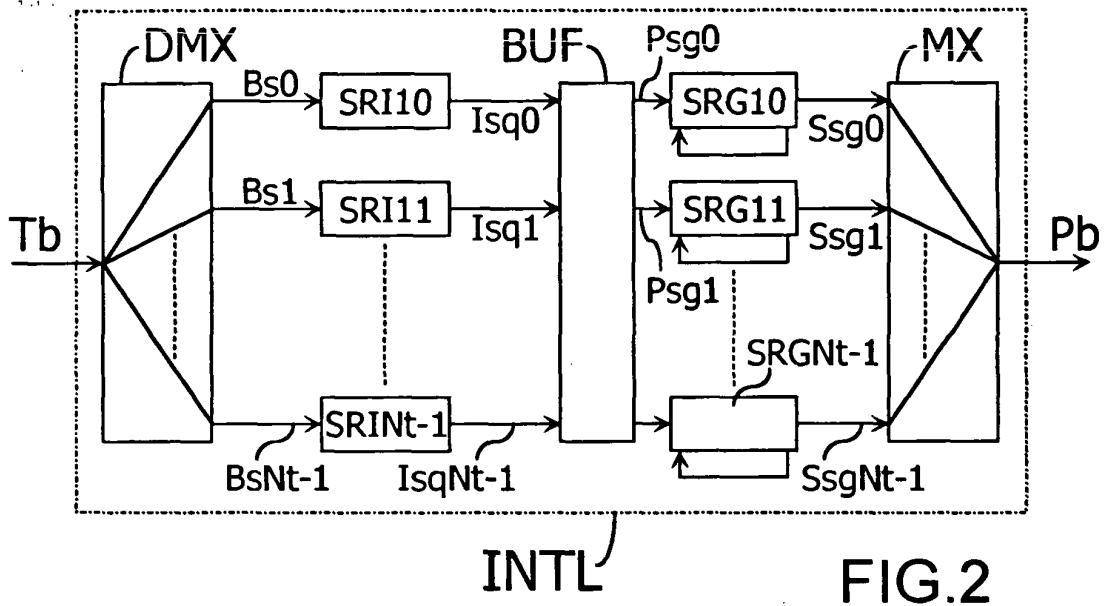 DMX BUF Psg0 MX
Bs0 SRI10 Isq0 SRG10 Ssg0
Bs1 SRI11 Isq1 SRG11 Ssg1
Tb Psg1 Pb
SRGNt-1
SRINt-1
BsNt-1 IsqNt-1 SsgNt-1
INTL
FIG.2